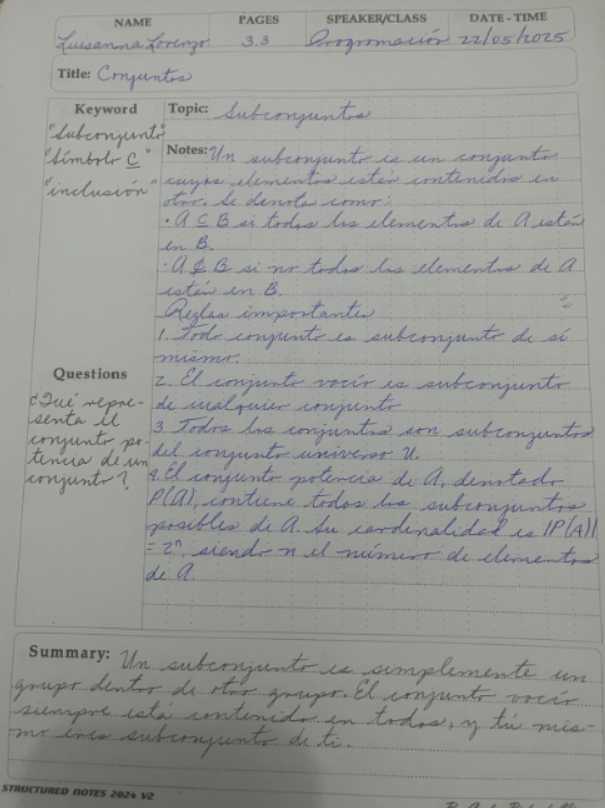 NAME PAGES SPEAKER/CLASS DATE - TIME
Luisanna Lorenzo 3.3 Programación 22/05/2025
Title: Conjuntos
Keyword
"Subconjunto"
"Símbolo ⊆"
"inclusión"
Topic: Subconjuntos
Notes: Un subconjunto es un conjunto
cuyos elementos están contenidos en
otro. Se denota como:
· A ⊆ B si todos los elementos de A están
en B.
· A ⊄ B si no todos los elementos de A
están en B.
Reglas importantes
1. Todo conjunto es subconjunto de sí
mismo.
2. El conjunto vacío es subconjunto
de cualquier conjunto
3. Todos los conjuntos son subconjuntos
del conjunto universo U.
4. El conjunto potencia de A, denotado
P(A), contiene todos los subconjuntos
posibles de A. Su cardinalidad es |P(A)|
= 2ⁿ, siendo n el número de elementos
de A.
Questions
¿Qué repre-
senta el
conjunto po-
tencia de un
conjunto?
Summary: Un subconjunto es simplemente un
grupo dentro de otro grupo. El conjunto vacío
siempre está contenido en todos, y tú mis-
mo eres subconjunto de ti.
STRUCTURED NOTES 2024 V2